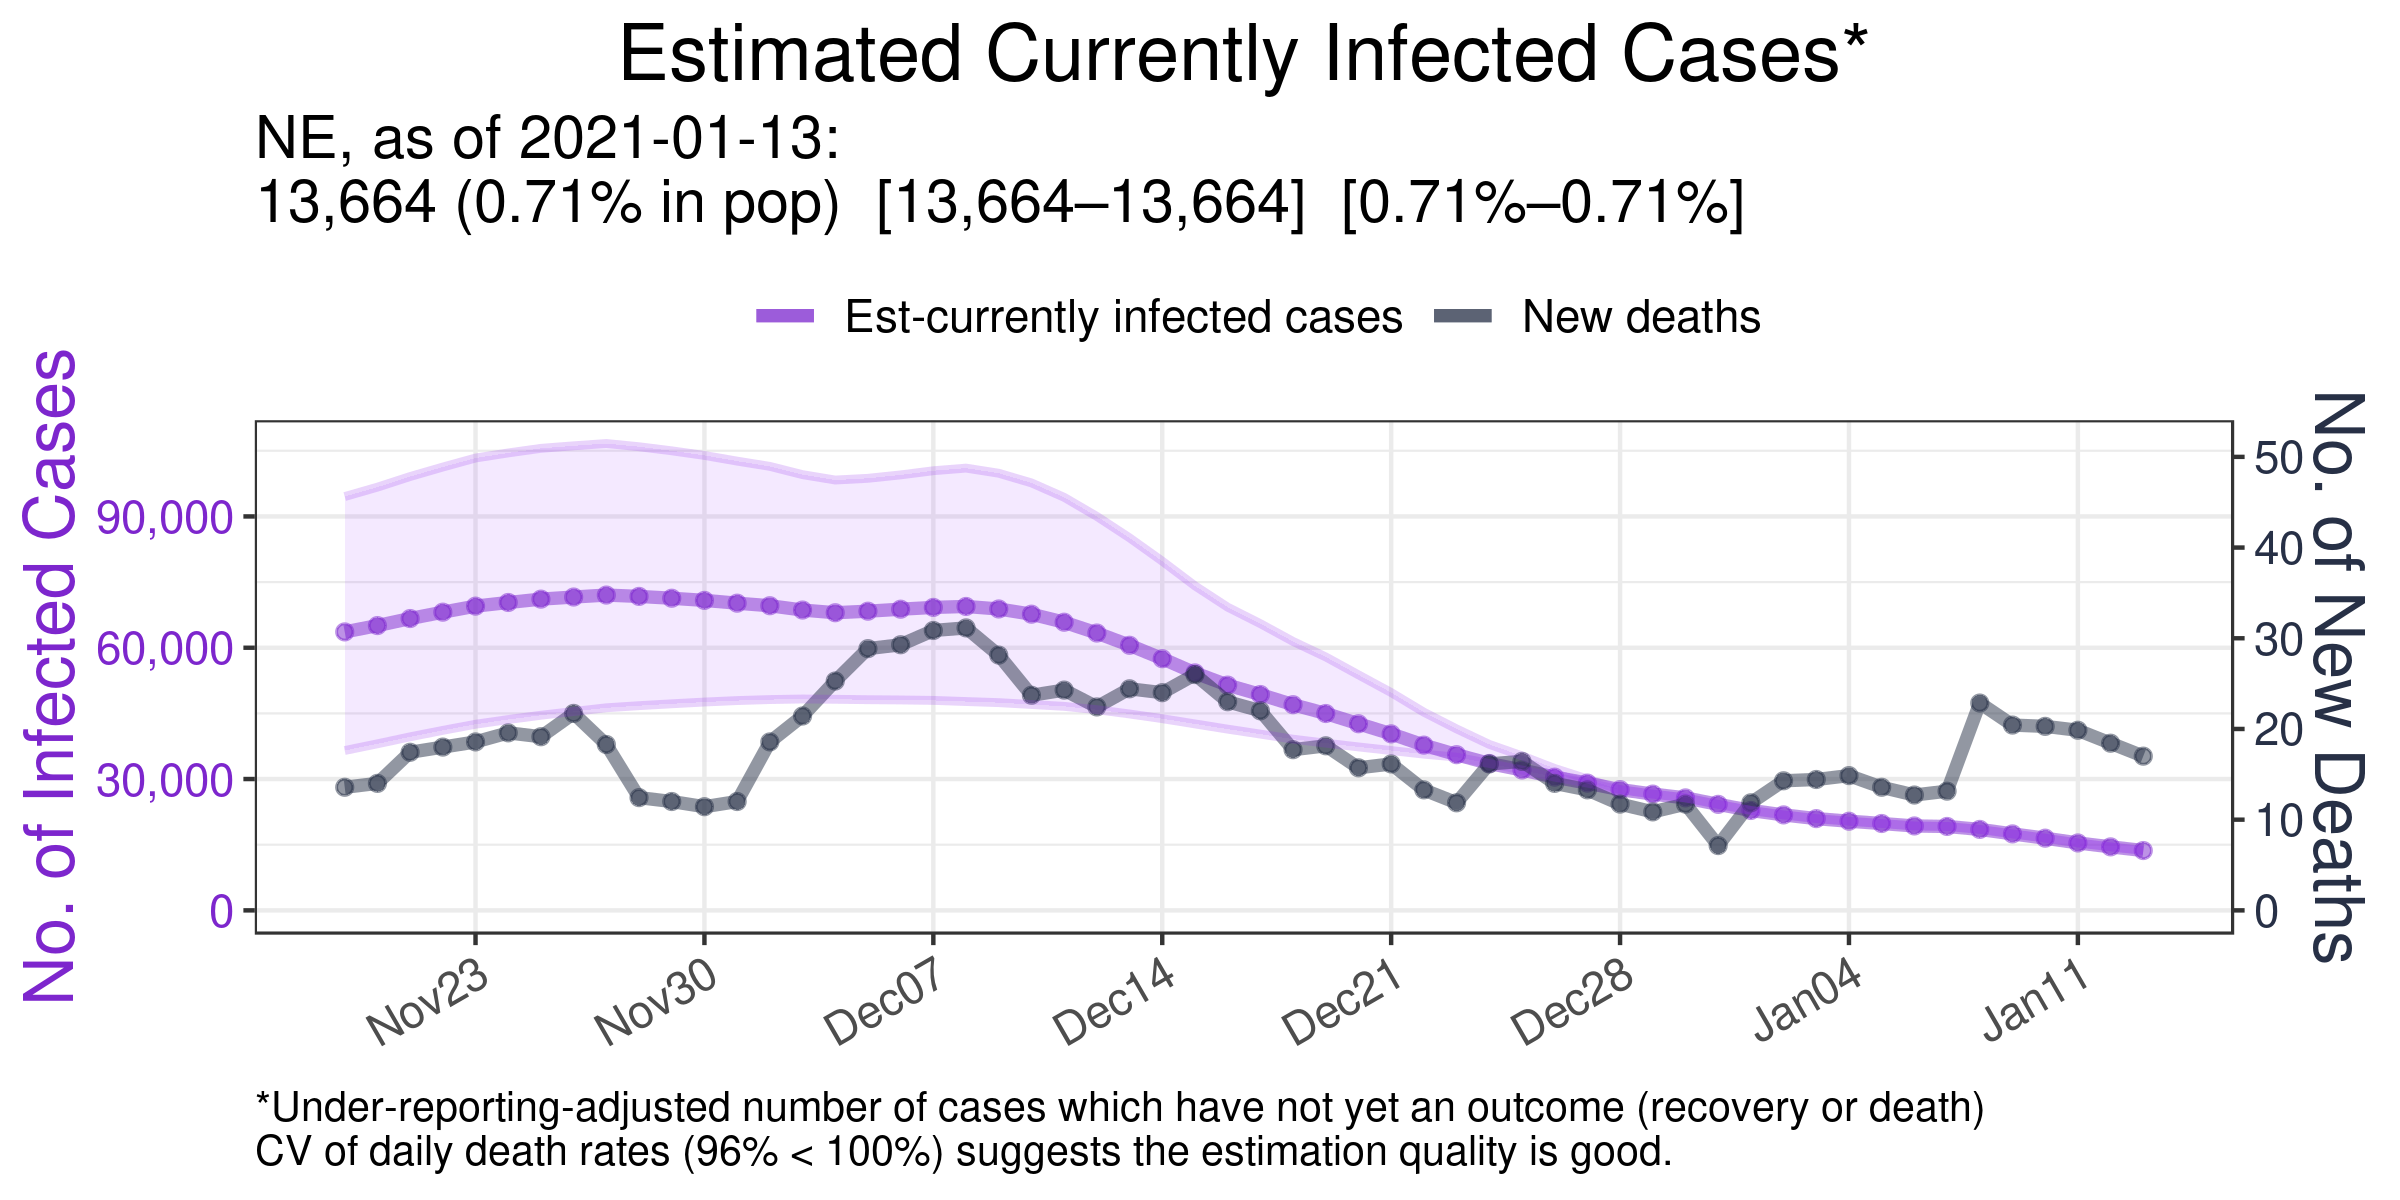 Estimated Currently Infected Cases*
NE, as of 2021-01-13:
13,664 (0.71% in pop)  [13,664–13,664]  [0.71%–0.71%]
Est-currently infected cases
New deaths
No. of Infected Cases
90,000
60,000
30,000
0
50
40
30
20
10
0
No. of New Deaths
Nov23
Nov30
Dec07
Dec14
Dec21
Dec28
Jan04
Jan11
*Under-reporting-adjusted number of cases which have not yet an outcome (recovery or death)
CV of daily death rates (96% < 100%) suggests the estimation quality is good.